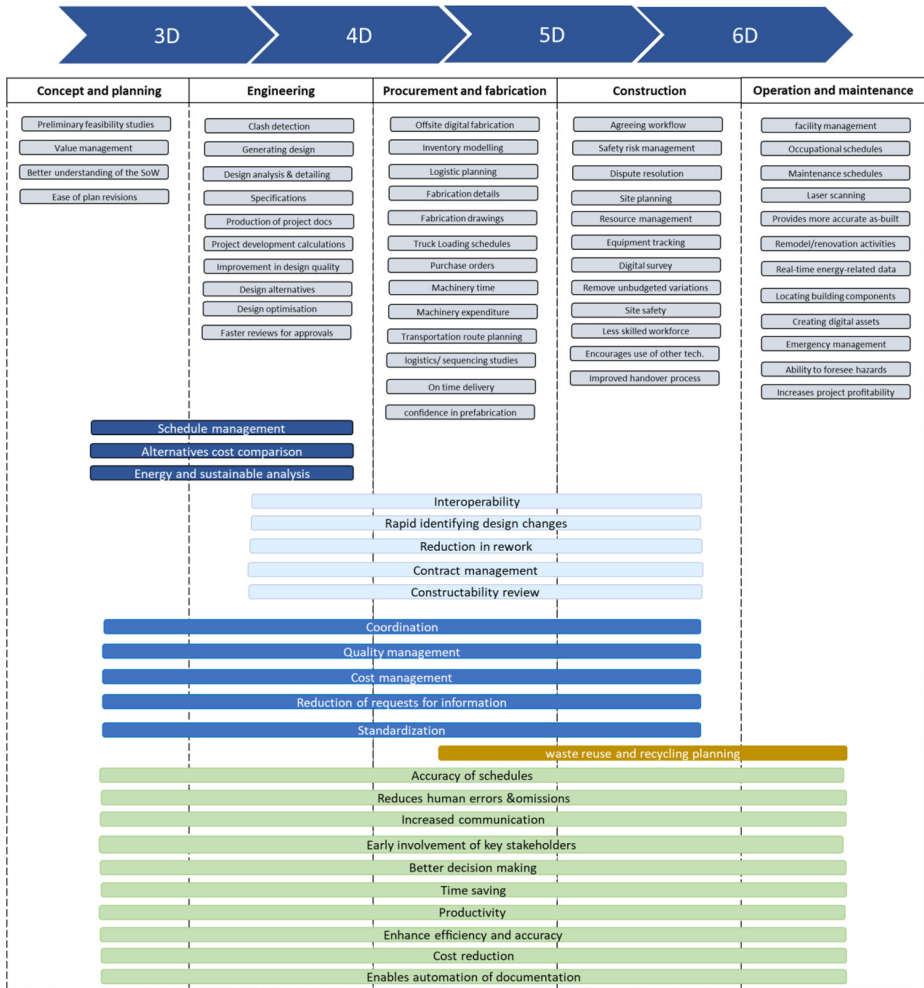 3D
4D
5D
6D
Concept and planning
Engineering
Procurement and fabrication
Construction
Operation and maintenance
Preliminary feasibility studies
Value management
Better understanding of the SoW
Ease of plan revisions
Clash detection
Generating design
Design analysis & detailing
Specifications
Production of project docs
Project development calculations
Improvement in design quality
Design alternatives
Design optimisation
Faster reviews for approvals
Offsite digital fabrication
Inventory modelling
Logistic planning
Fabrication details
Fabrication drawings
Truck Loading schedules
Purchase orders
Machinery time
Machinery expenditure
Transportation route planning
logistics/ sequencing studies
On time delivery
confidence in prefabrication
Agreeing workflow
Safety risk management
Dispute resolution
Site planning
Resource management
Equipment tracking
Digital survey
Remove unbudgeted variations
Site safety
Less skilled workforce
Encourages use of other tech.
Improved handover process
facility management
Occupational schedules
Maintenance schedules
Laser scanning
Provides more accurate as-built
Remodel/renovation activities
Real-time energy-related data
Locating building components
Creating digital assets
Emergency management
Ability to foresee hazards
Increases project profitability
Schedule management
Alternatives cost comparison
Energy and sustainable analysis
Interoperability
Rapid identifying design changes
Reduction in rework
Contract management
Constructability review
Coordination
Quality management
Cost management
Reduction of requests for information
Standardization
waste reuse and recycling planning
Accuracy of schedules
Reduces human errors &omissions
Increased communication
Early involvement of key stakeholders
Better decision making
Time saving
Productivity
Enhance efficiency and accuracy
Cost reduction
Enables automation of documentation